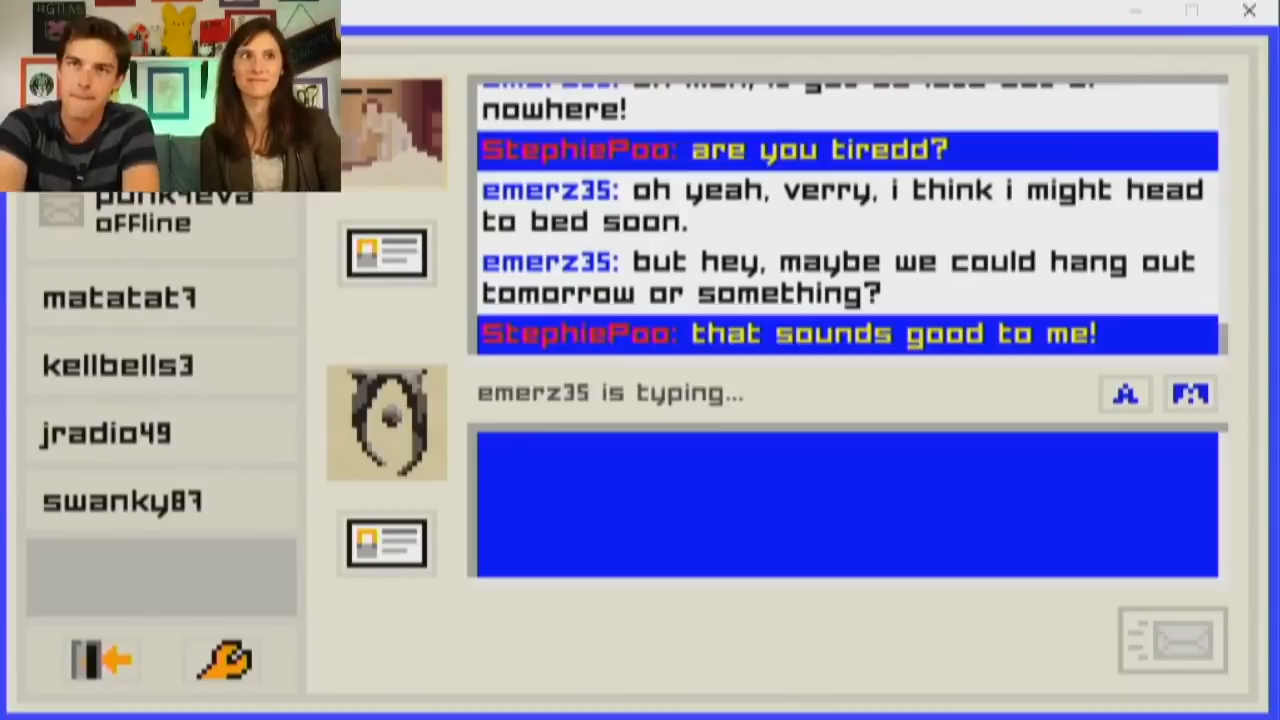 #GTLIVE
nowhere!
StephiePoo: are you tiredd?
emerz35: oh yeah, verry, i think i might head
to bed soon.
emerz35: but hey, maybe we could hang out
tomorrow or something?
StephiePoo: that sounds good to me!
emerz35 is typing...
A
punk4eva
offline
matatat7
kellbells3
jradio49
swanky87